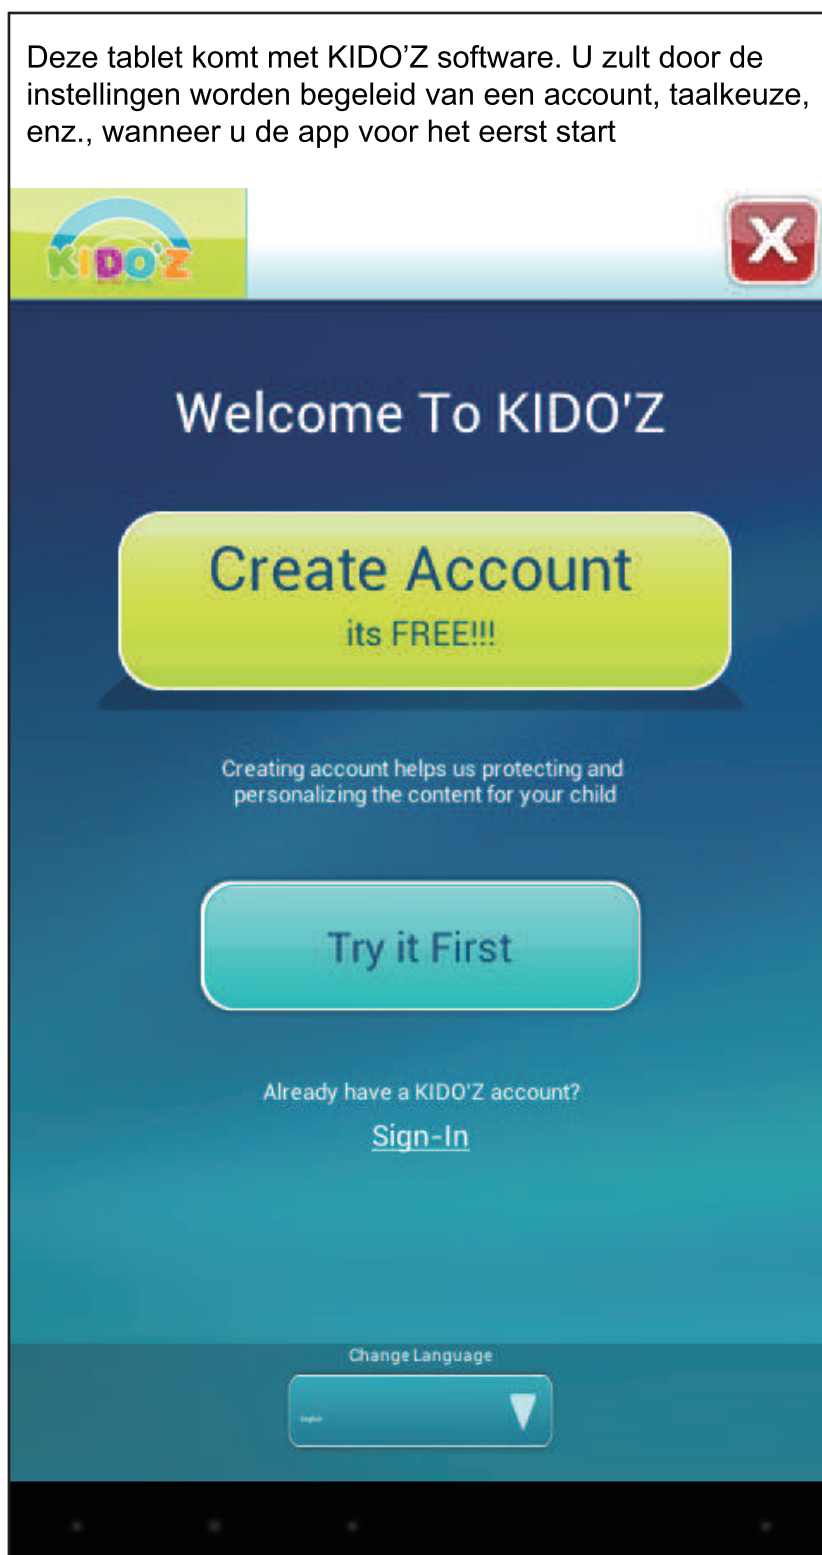 Deze tablet komt met KIDO’Z software. U zult door de
instellingen worden begeleid van een account, taalkeuze,
enz., wanneer u de app voor het eerst start
KIDO'Z
X
Welcome To KIDO'Z
Create Account
its FREE!!!
Creating account helps us protecting and
personalizing the content for your child
Try it First
Already have a KIDO'Z account?
Sign-In
Change Language
English